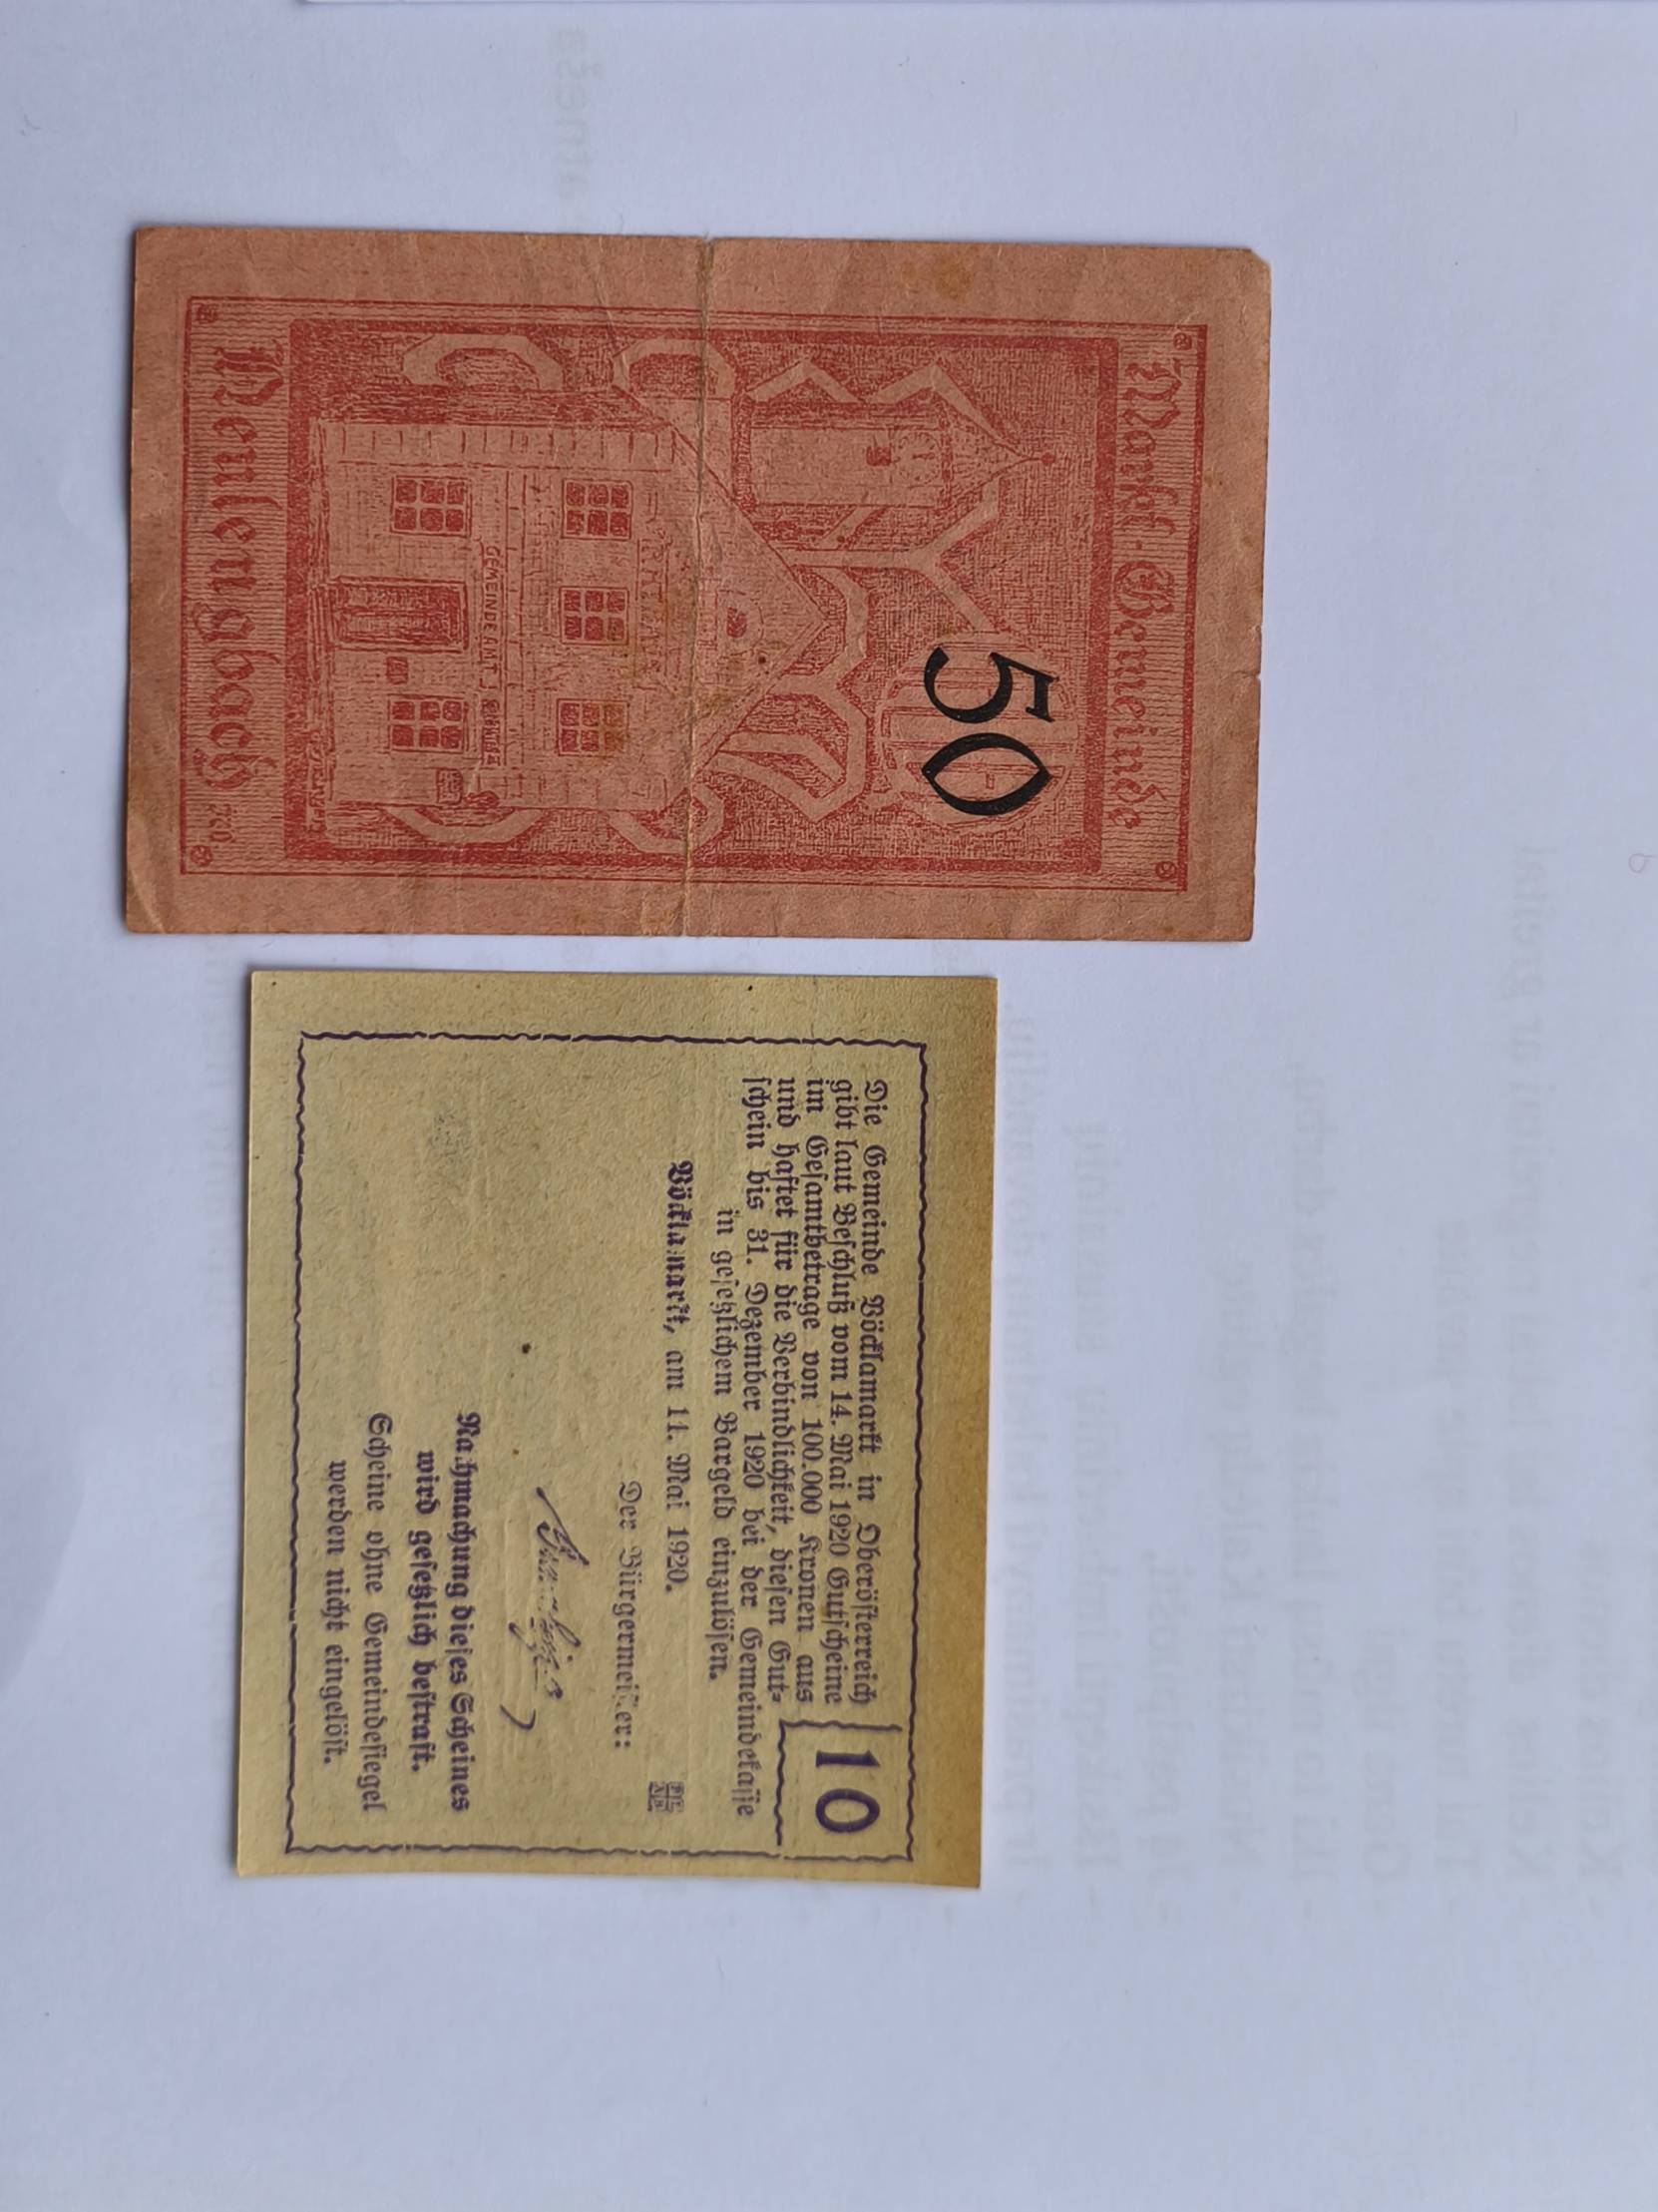 Markt-Gemeinde
50
GEMEINDEAMT
Neulengbach
Die Gemeinde Vöcklamarkt in Oberösterreich
gibt laut Beschluß vom 14. Mai 1920 Gutscheine
im Gesamtbetrage von 100.000 Kronen aus
und haftet für die Verbindlichkeit, diesen Gut-
schein bis 31. Dezember 1920 bei der Gemeindekasse
in gesetzlichem Bargeld einzulösen.
10
Vöcklamarkt, am 14. Mai 1920.
Der Bürgermeister:
Nachmachung dieses Scheines
wird gesetzlich bestraft.
Scheine ohne Gemeindesiegel
werden nicht eingelöst.